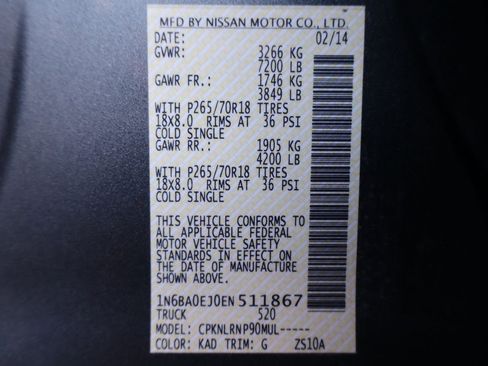 MFD BY NISSAN MOTOR CO., LTD.
DATE: 02/14
GVWR: 3266 KG
7200 LB
GAWR FR.: 1746 KG
3849 LB
WITH P265/70R18 TIRES
18x8.0 RIMS AT 36 PSI
COLD SINGLE
GAWR RR.: 1905 KG
4200 LB
WITH P265/70R18 TIRES
18x8.0 RIMS AT 36 PSI
COLD SINGLE
THIS VEHICLE CONFORMS TO
ALL APPLICABLE FEDERAL
MOTOR VEHICLE SAFETY
STANDARDS IN EFFECT ON
THE DATE OF MANUFACTURE
SHOWN ABOVE.
1N6BA0EJ0EN511867
TRUCK 520
MODEL: CPKNLRNP90MUL-----
COLOR: KAD TRIM: G ZS10A